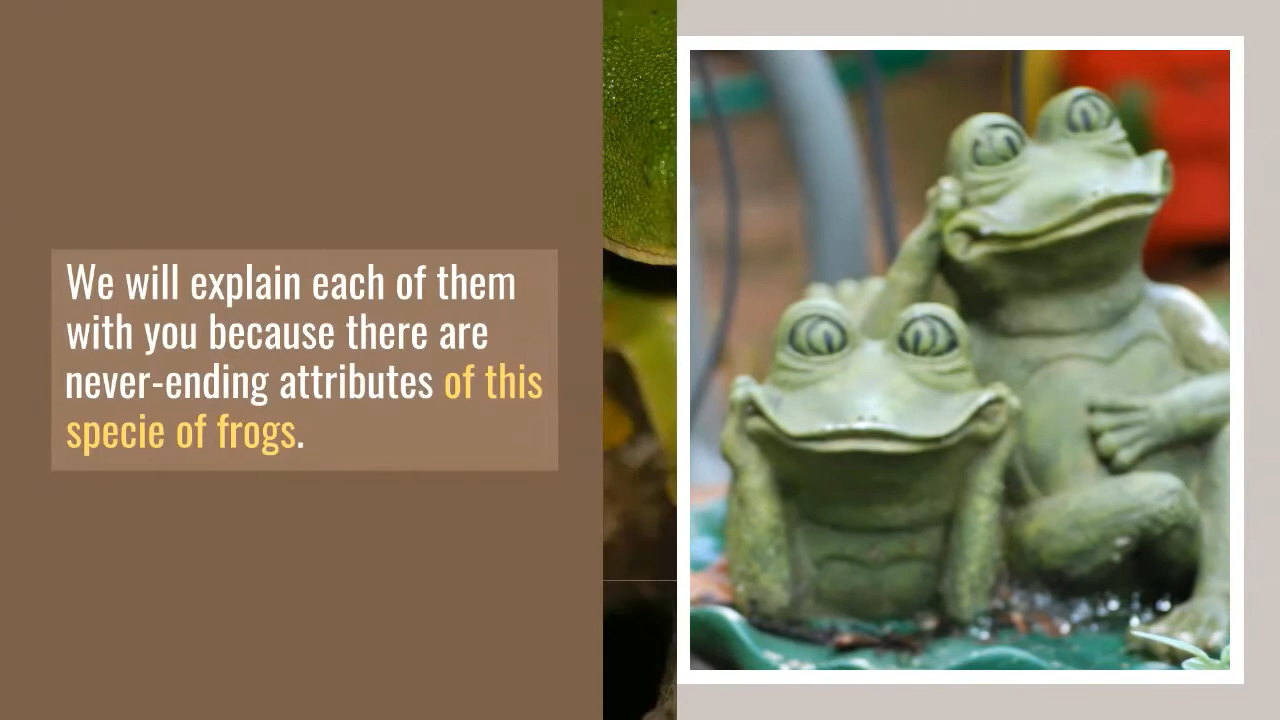 We will explain each of them
with you because there are
never-ending attributes of this
specie of frogs.